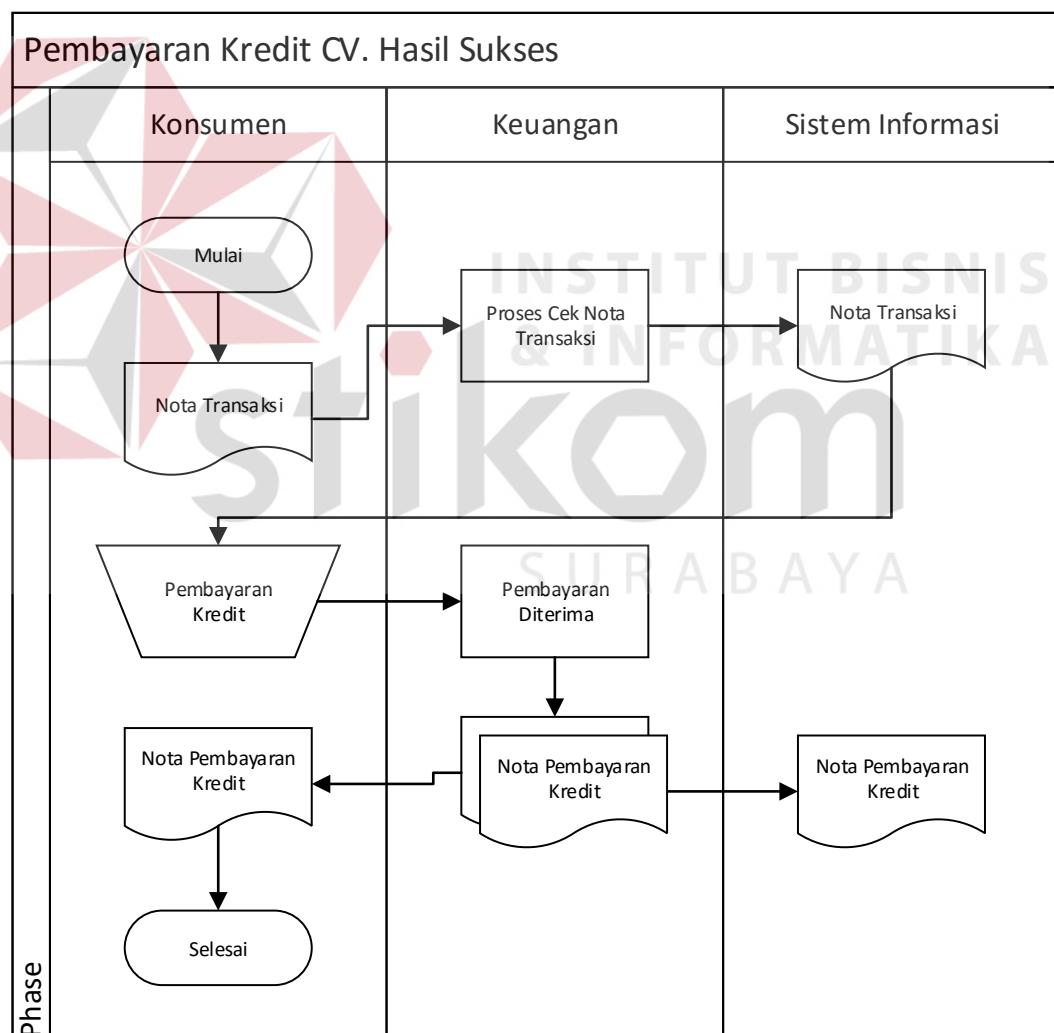 Pembayaran Kredit CV. Hasil Sukses
Konsumen
Keuangan
Sistem Informasi
Mulai
Nota Transaksi
Proses Cek Nota
Transaksi
Nota Transaksi
INSTITUT BISNIS
& INFORMATIKA
stikom
SURABAYA
Pembayaran
Kredit
Pembayaran
Diterima
Nota Pembayaran
Kredit
Nota Pembayaran
Kredit
Nota Pembayaran
Kredit
Selesai
Phase